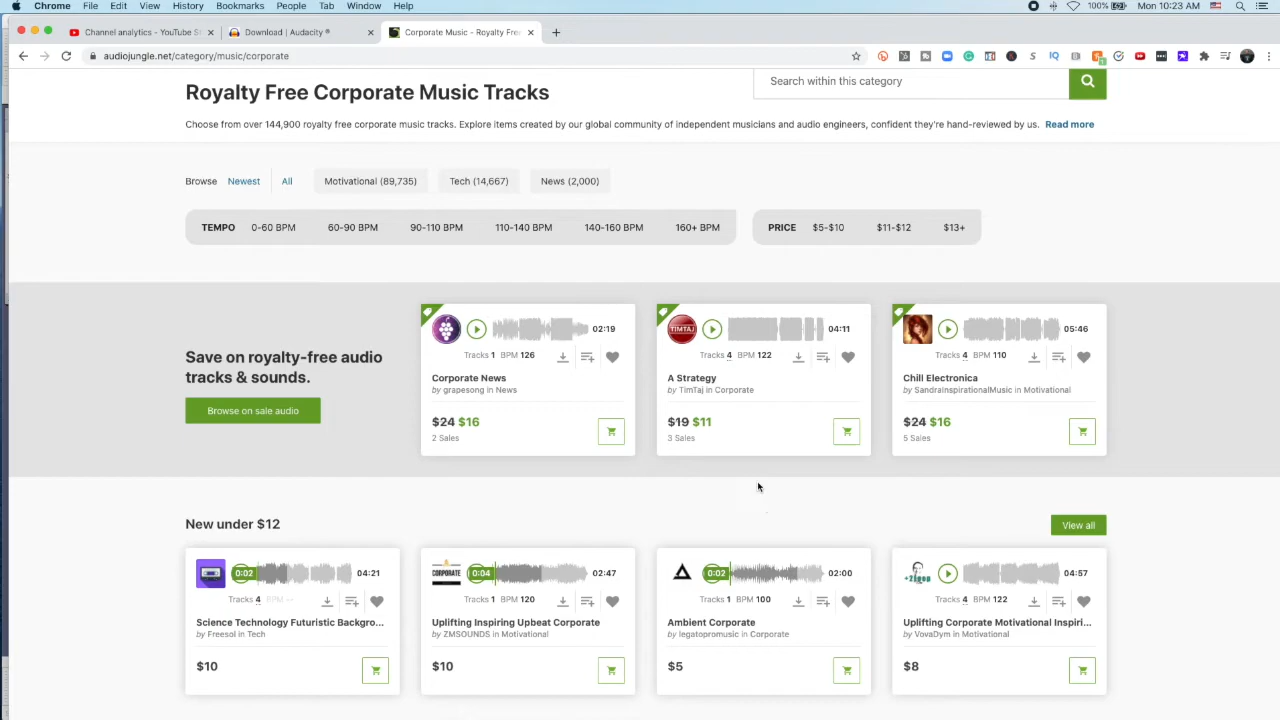 Chrome File Edit View History Bookmarks People Tab Window Help 100% Mon 10:23 AM
Channel analytics - YouTube S Download | Audacity ® Corporate Music - Royalty Fre
audiojungle.net/category/music/corporate
Royalty Free Corporate Music Tracks
Search within this category
Choose from over 144,900 royalty free corporate music tracks. Explore items created by our global community of independent musicians and audio engineers, confident they're hand-reviewed by us. Read more
Browse Newest All Motivational (89,735) Tech (14,667) News (2,000)
TEMPO 0-60 BPM 60-90 BPM 90-110 BPM 110-140 BPM 140-160 BPM 160+ BPM PRICE $5-$10 $11-$12 $13+
Save on royalty-free audio
tracks & sounds.
Browse on sale audio
02:19
Tracks 1 BPM 126
Corporate News
by grapesong in News
$24 $16
2 Sales
TIMTAJ 04:11
Tracks 4 BPM 122
A Strategy
by TimTaj in Corporate
$19 $11
3 Sales
05:46
Tracks 4 BPM 110
Chill Electronica
by SandraInspirationalMusic in Motivational
$24 $16
5 Sales
New under $12
View all
0:02 04:21
Tracks 4 BPM --
Science Technology Futuristic Backgro...
by Freesol in Tech
$10
CORPORATE 0:04 02:47
Tracks 1 BPM 120
Uplifting Inspiring Upbeat Corporate
by ZMSOUNDS in Motivational
$10
0:02 02:00
Tracks 1 BPM 100
Ambient Corporate
by legatopromusic in Corporate
$5
04:57
Tracks 4 BPM 122
Uplifting Corporate Motivational Inspiri...
by VovaDym in Motivational
$8